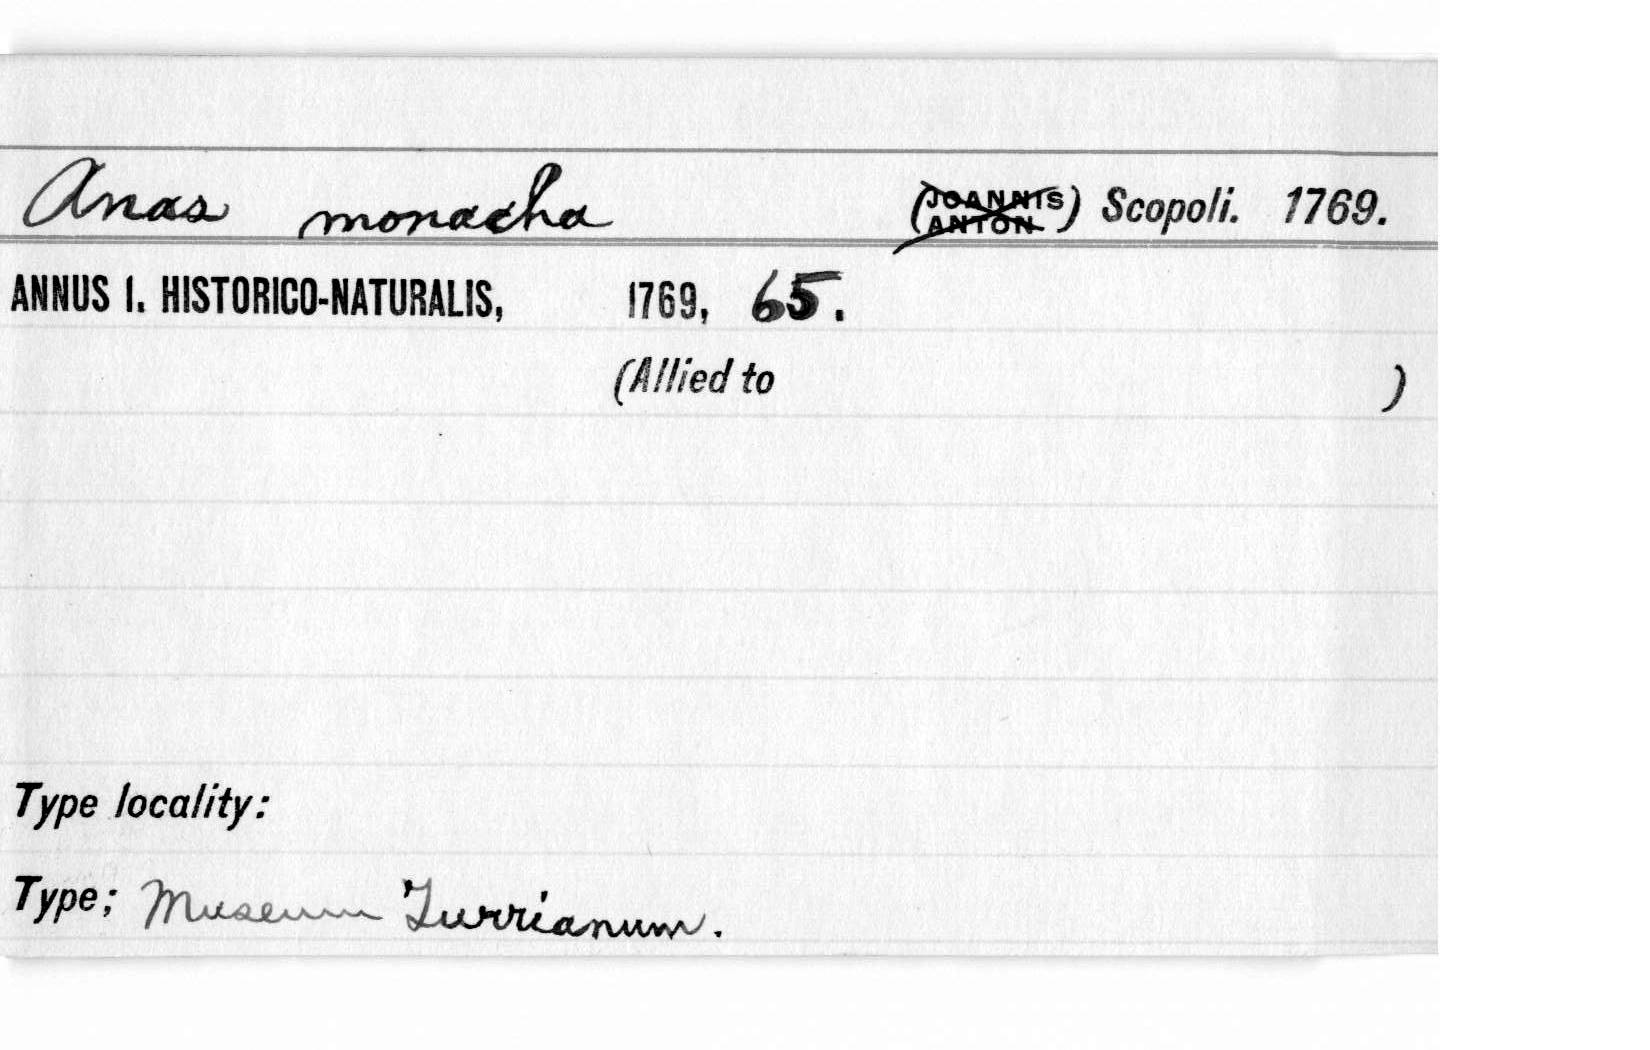 Anas monacha (JOANNIS ANTON) Scopoli. 1769.
ANNUS I. HISTORICO-NATURALIS, 1769, 65.
(Allied to )
Type locality:
Type; Museum Turrianum.